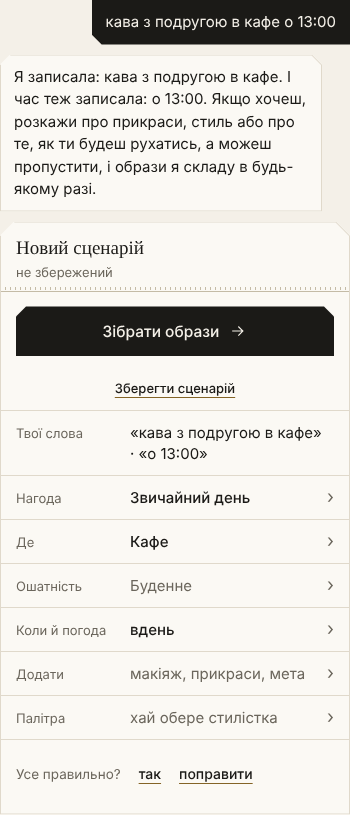 кава з подругою в кафе о 13:00
Я записала: кава з подругою в кафе. І
час теж записала: о 13:00. Якщо хочеш,
розкажи про прикраси, стиль або про
те, як ти будеш рухатись, а можеш
пропустити, і образи я складу в будь-
якому разі.
Новий сценарій
не збережений
Зібрати образи →
Зберегти сценарій
Твої слова «кава з подругою в кафе»
· «о 13:00»
Нагода Звичайний день
Де Кафе
Ошатність Буденне
Коли й погода вдень
Додати макіяж, прикраси, мета
Палітра хай обере стилістка
Усе правильно? так поправити